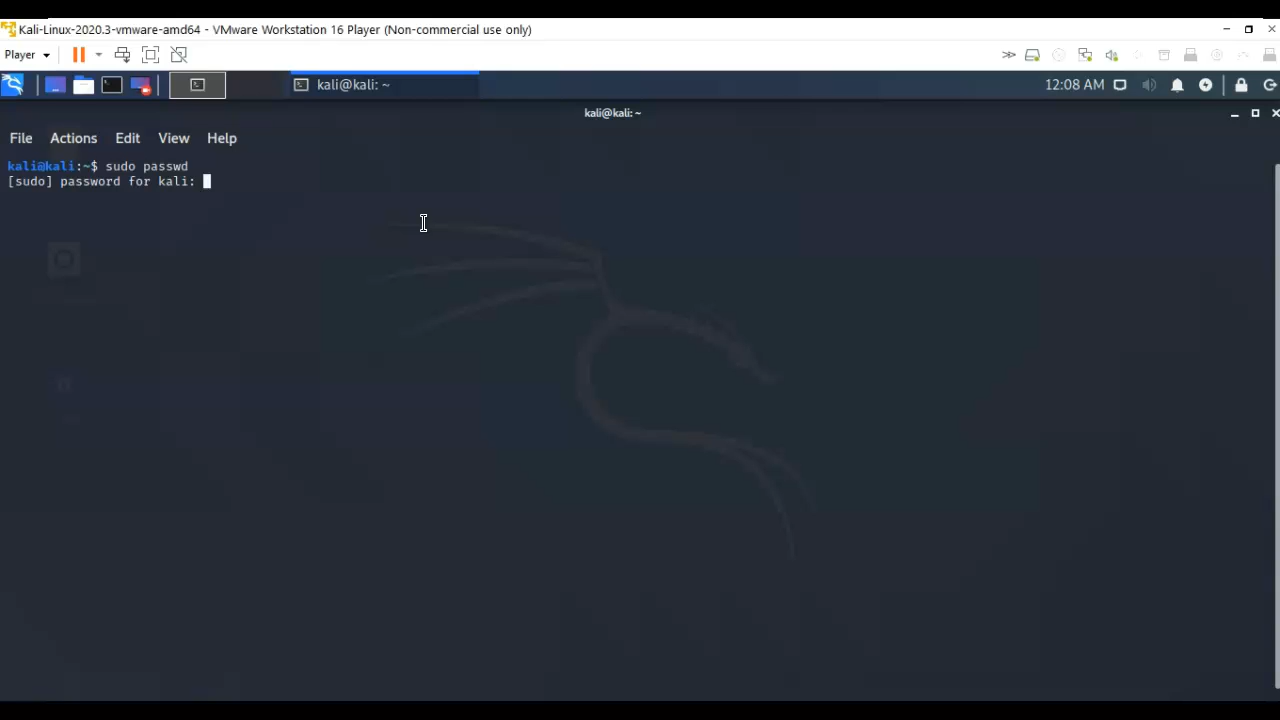 Kali-Linux-2020.3-vmware-amd64 - VMware Workstation 16 Player (Non-commercial use only)
Player
kali@kali: ~
12:08 AM
kali@kali: ~
File Actions Edit View Help
kali@kali:~$ sudo passwd
[sudo] password for kali: